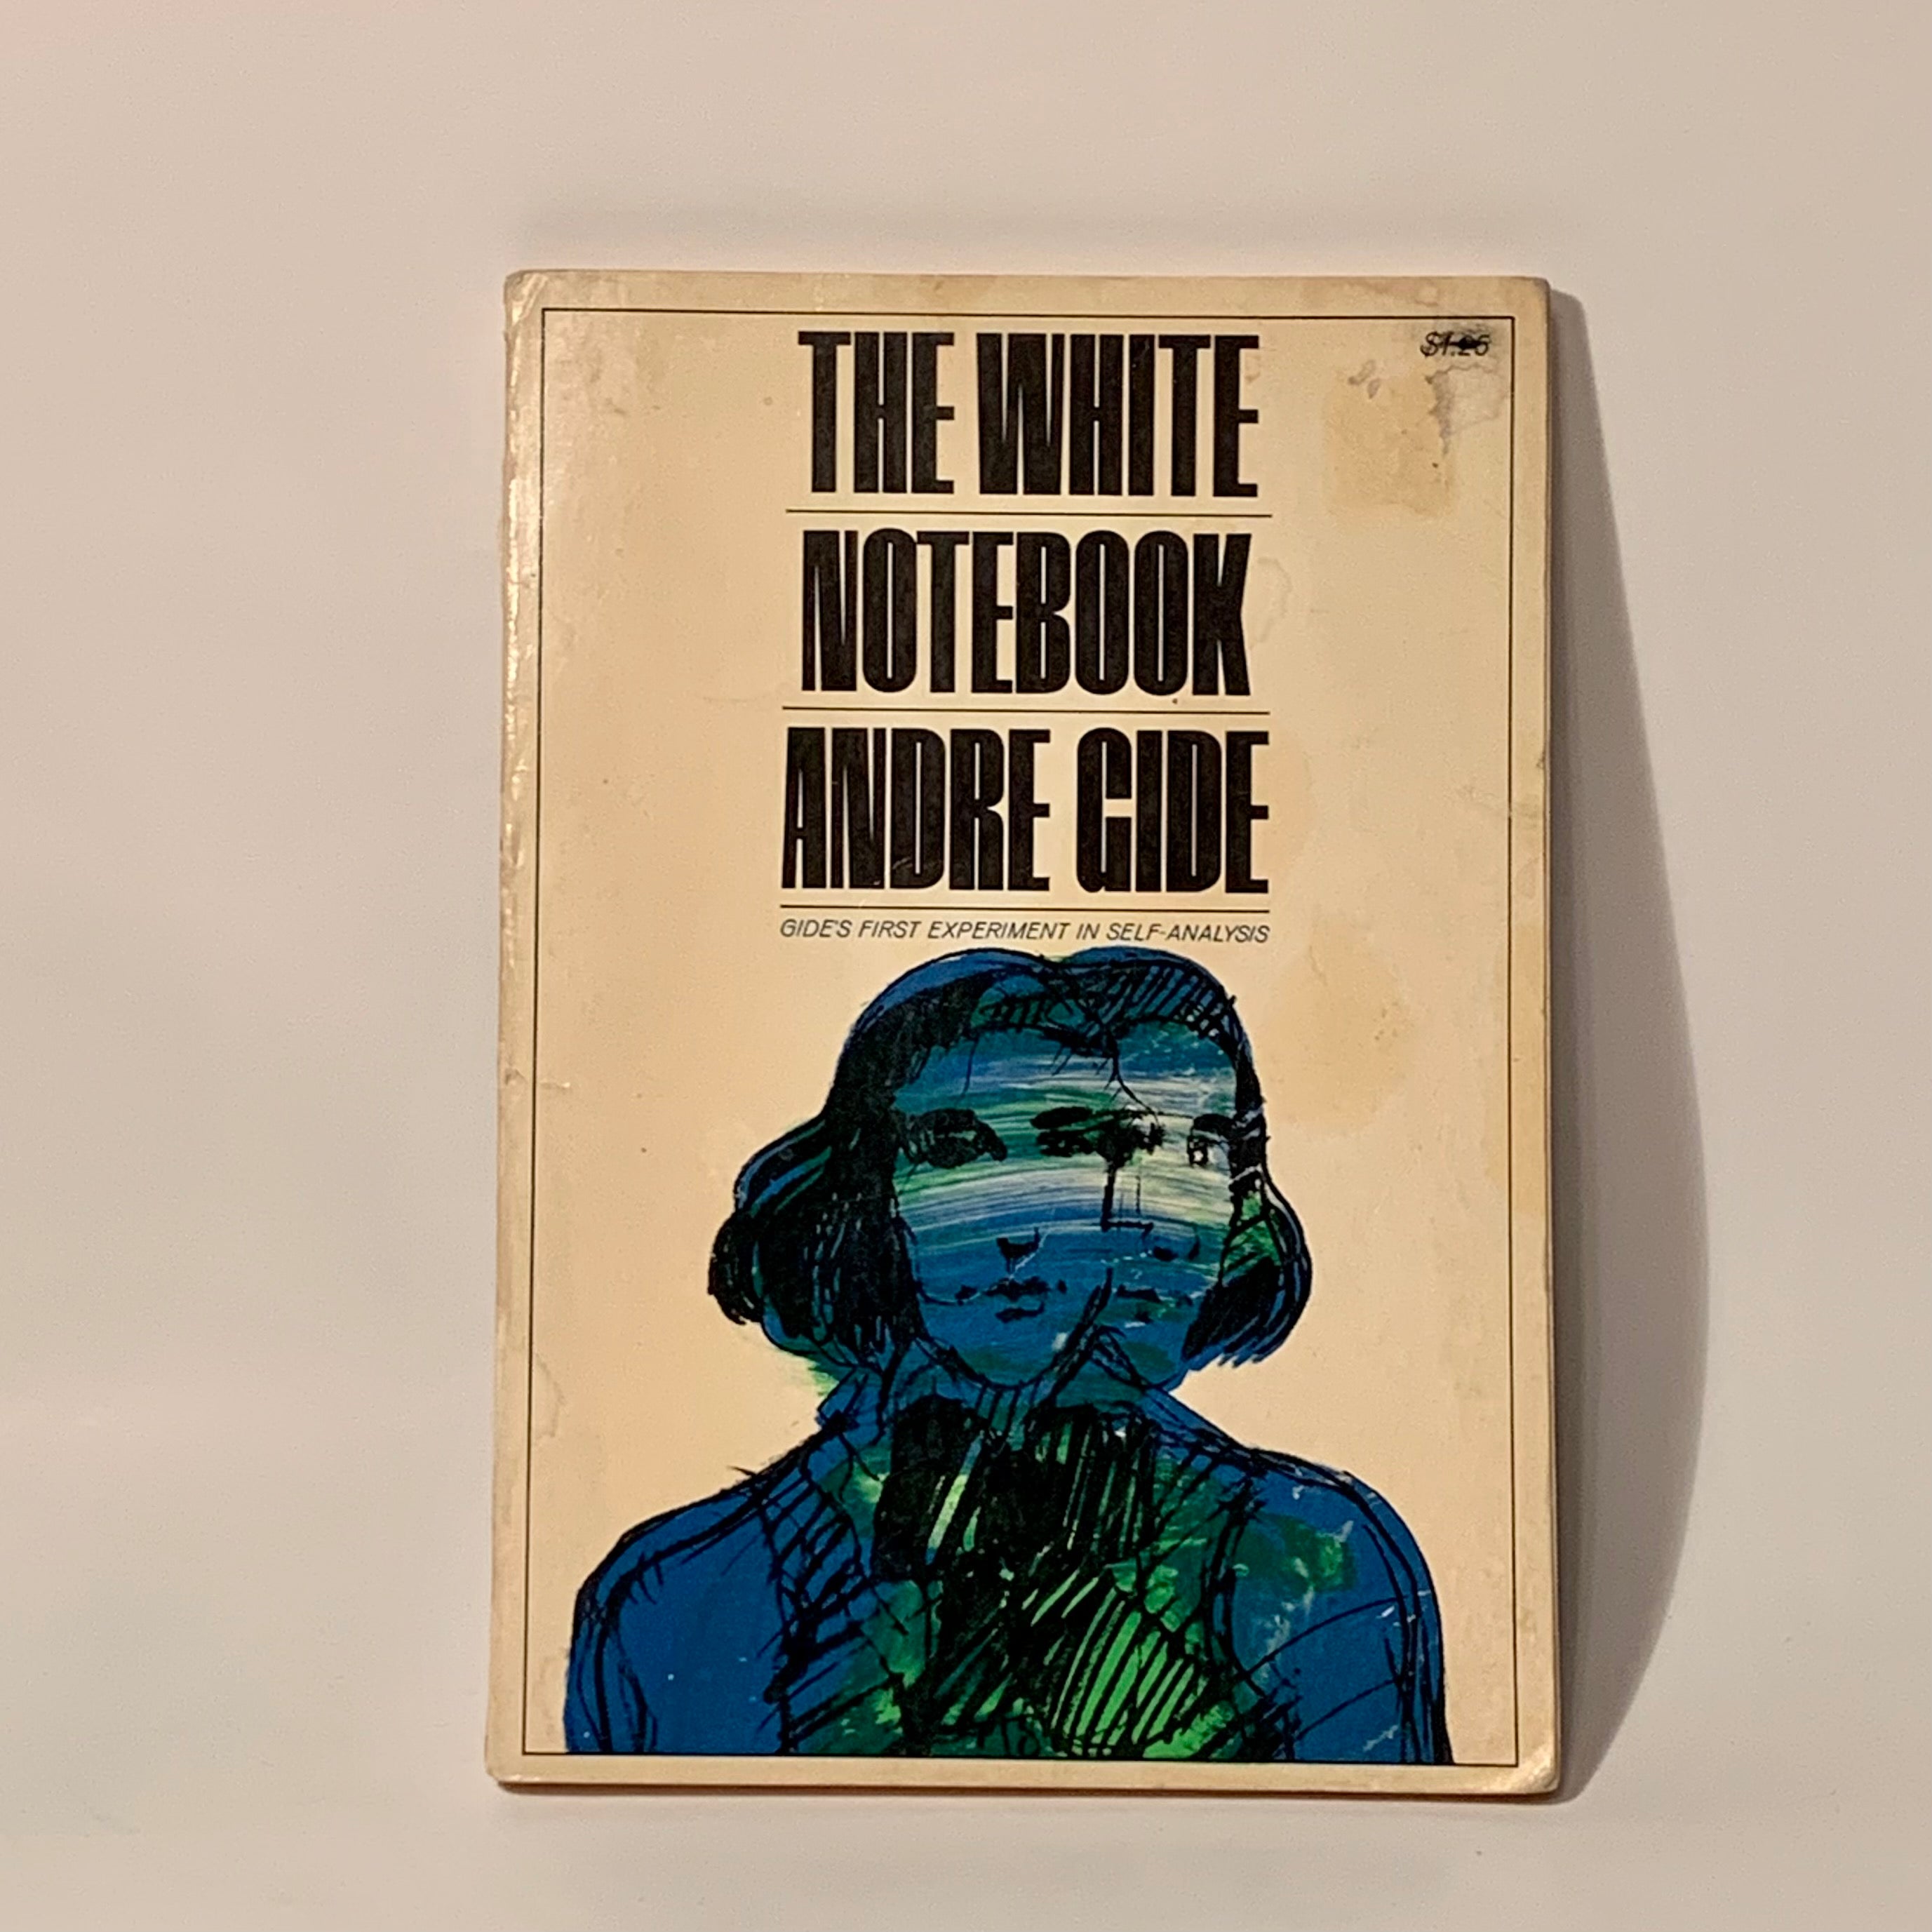 $1.25
THE WHITE
NOTEBOOK
ANDRE GIDE
GIDE'S FIRST EXPERIMENT IN SELF-ANALYSIS